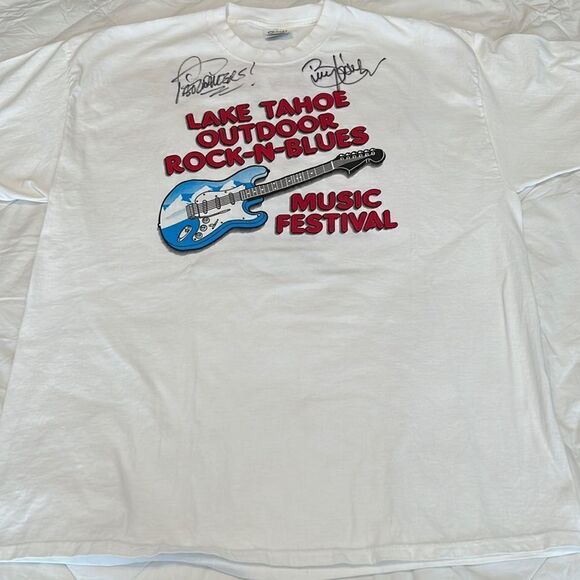 LAKE TAHOE
OUTDOOR
ROCK-N-BLUES
MUSIC
FESTIVAL